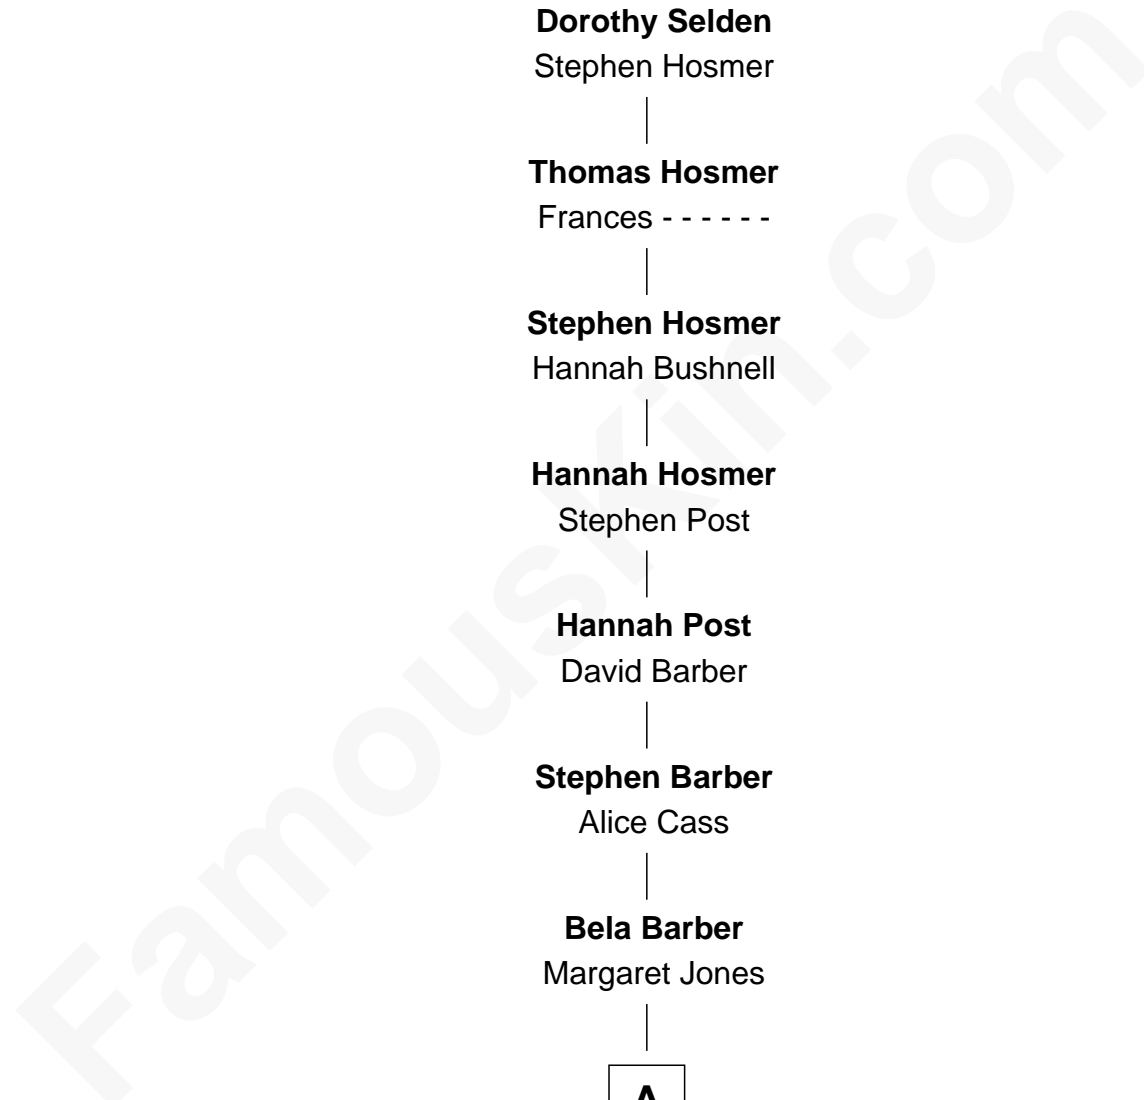 Dorothy Selden
Stephen Hosmer
Thomas Hosmer
Frances - - - - - -
Stephen Hosmer
Hannah Bushnell
Hannah Hosmer
Stephen Post
Hannah Post
David Barber
Stephen Barber
Alice Cass
Bela Barber
Margaret Jones
A
FamousKin.com